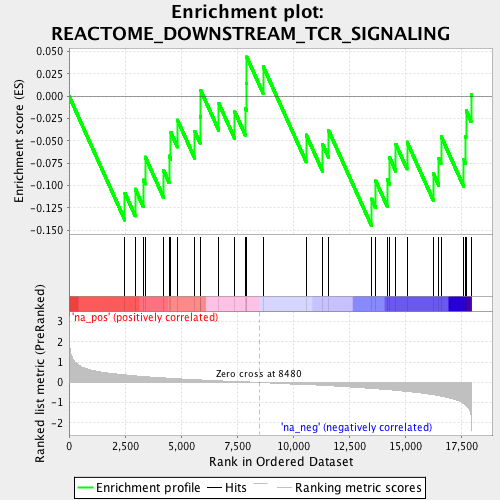 Enrichment plot:
REACTOME_DOWNSTREAM_TCR_SIGNALING
Enrichment score (ES)
0.050
0.025
0.000
-0.025
-0.050
-0.075
-0.100
-0.125
-0.150
'na_pos' (positively correlated)
Ranked list metric (PreRanked)
3
2
1
0
-1
-2
Zero cross at 8480
'na_neg' (negatively correlated)
0 2,500 5,000 7,500 10,000 12,500 15,000 17,500
Rank in Ordered Dataset
Enrichment profile Hits Ranking metric scores